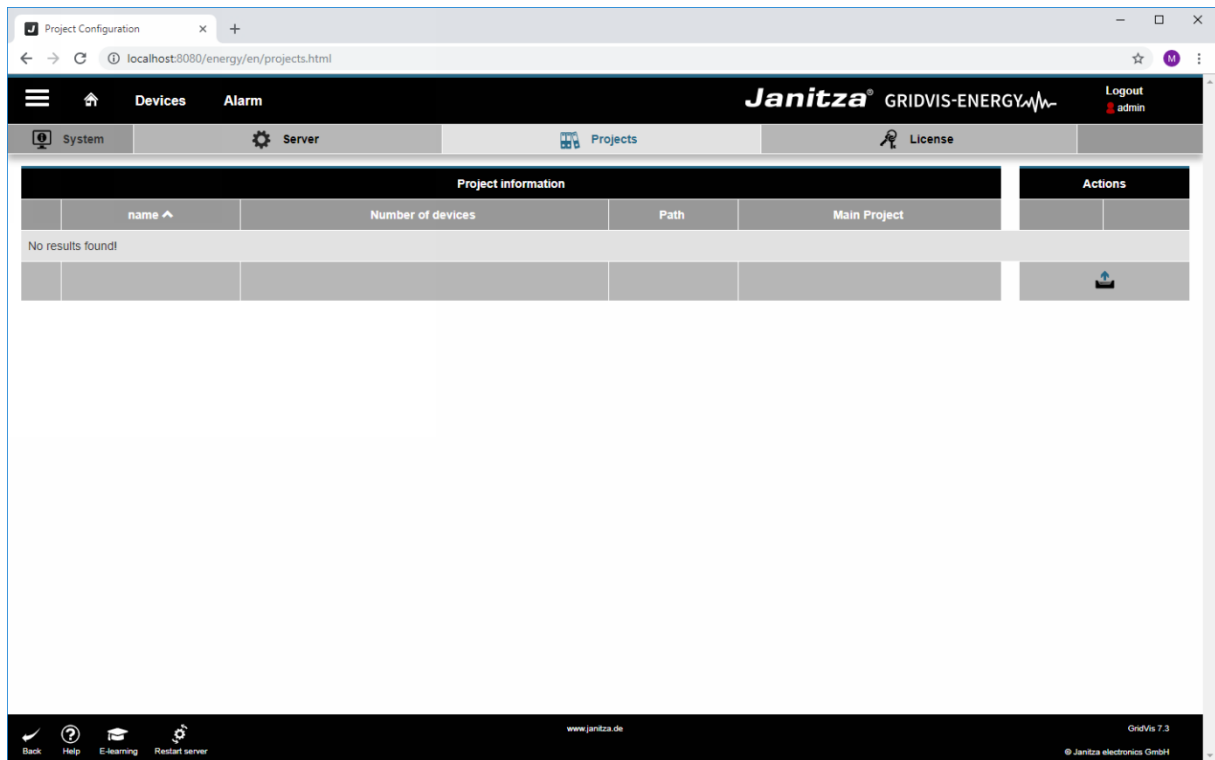 Project Configuration
localhost:8080/energy/en/projects.html
M
Devices Alarm
Janitza® GRIDVIS-ENERGY
Logout
admin
System Server Projects License
Project information Actions
name Number of devices Path Main Project
No results found!
www.janitza.de
GridVis 7.3
Back Help E-learning Restart server
© Janitza electronics GmbH